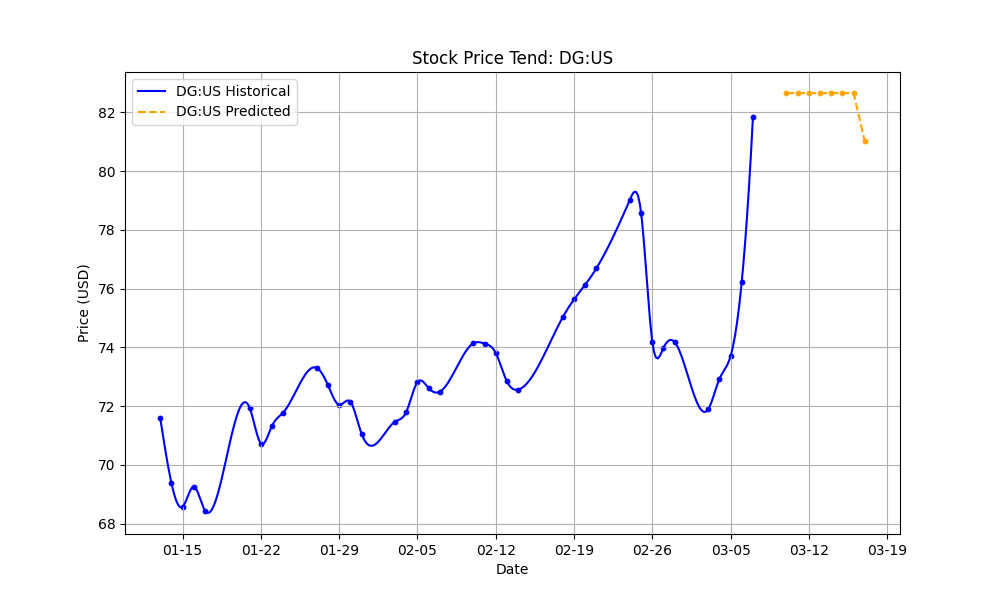 Stock Price Tend: DG:US
DG:US Historical
DG:US Predicted
Price (USD)
82
80
78
76
74
72
70
68
01-15 01-22 01-29 02-05 02-12 02-19 02-26 03-05 03-12 03-19
Date